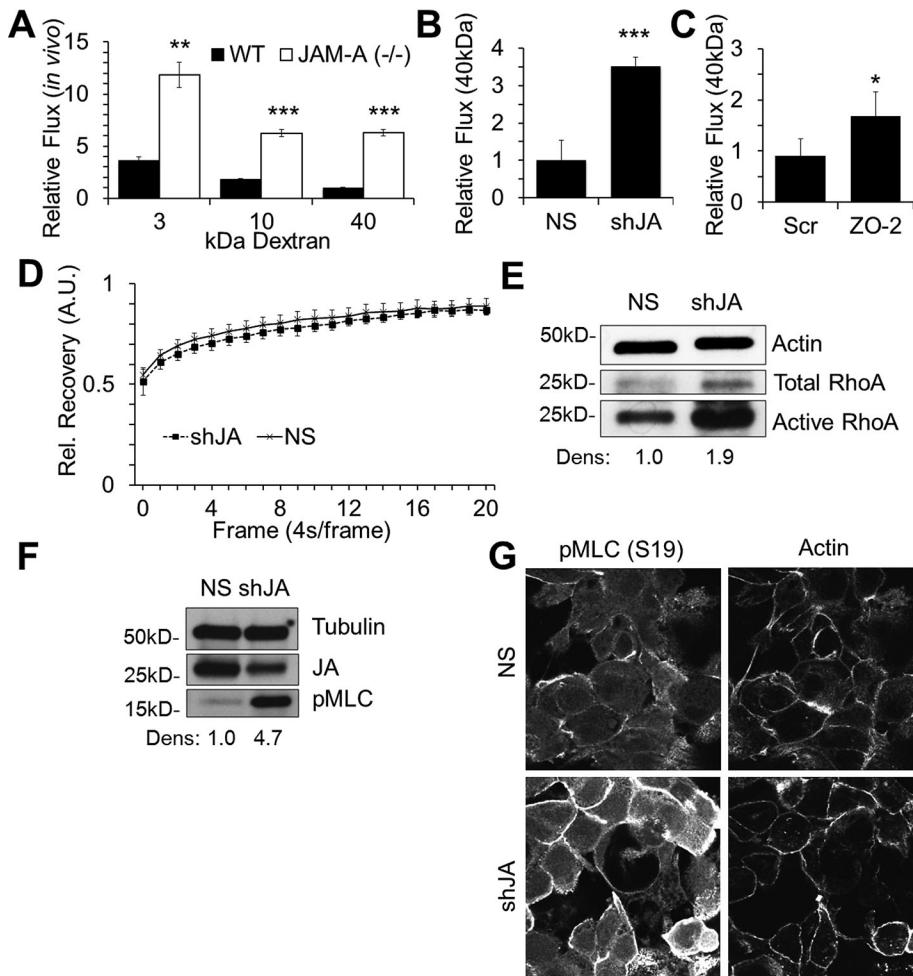 A
Relative Flux (in vivo)
15
10
5
0
WT
JAM-A (-/-)
**
***
***
3
10
40
kDa Dextran
B
Relative Flux (40kDa)
4
3
2
1
0
***
NS
shJA
C
Relative Flux (40kDa)
3
2
1
0
*
Scr
ZO-2
D
Rel. Recovery (A.U.)
1
0.5
0
shJA
NS
0
4
8
12
16
20
Frame (4s/frame)
E
NS
shJA
50kD-
Actin
25kD-
Total RhoA
25kD-
Active RhoA
Dens: 1.0 1.9
F
NS shJA
50kD-
Tubulin
25kD-
JA
15kD-
pMLC
Dens: 1.0 4.7
G
pMLC (S19)
Actin
NS
shJA